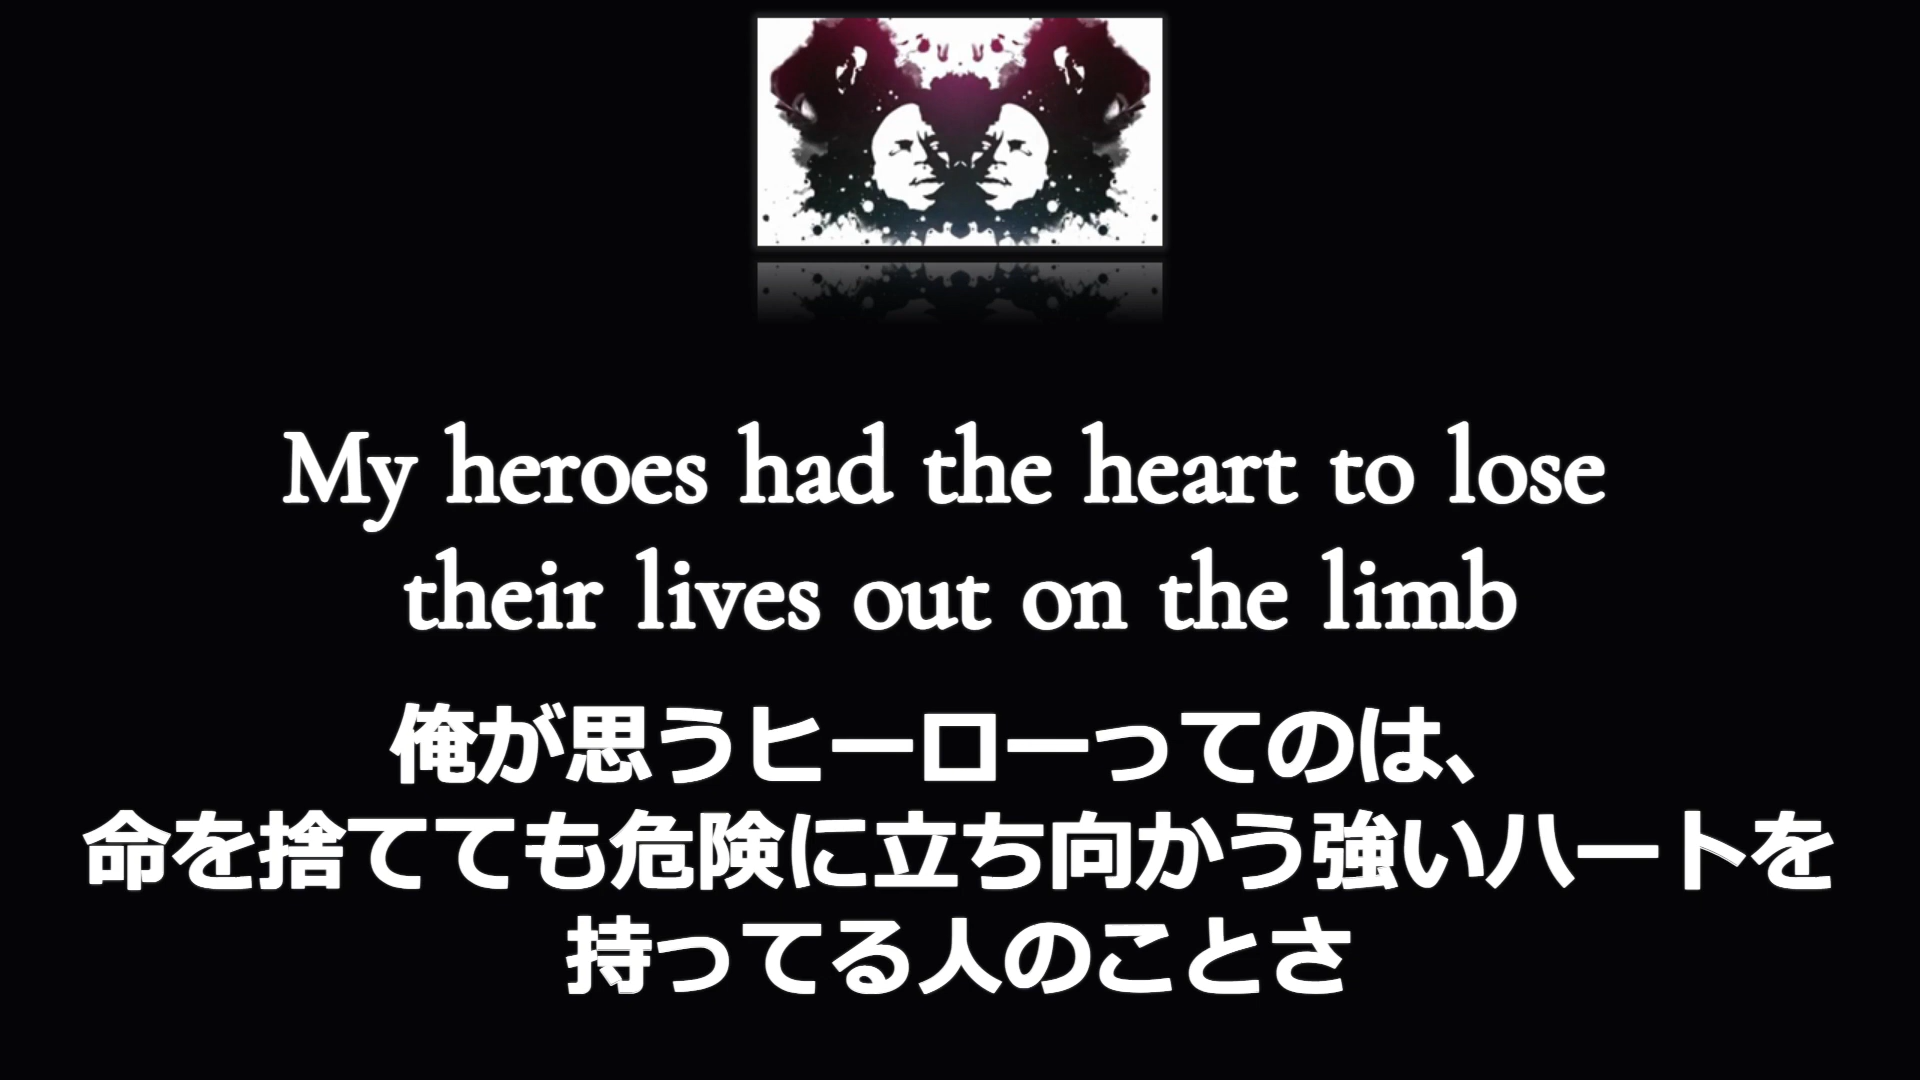 My heroes had the heart to lose
their lives out on the limb
俺が思うヒーローってのは、
命を捨てても危険に立ち向かう強いハートを
持ってる人のことさ